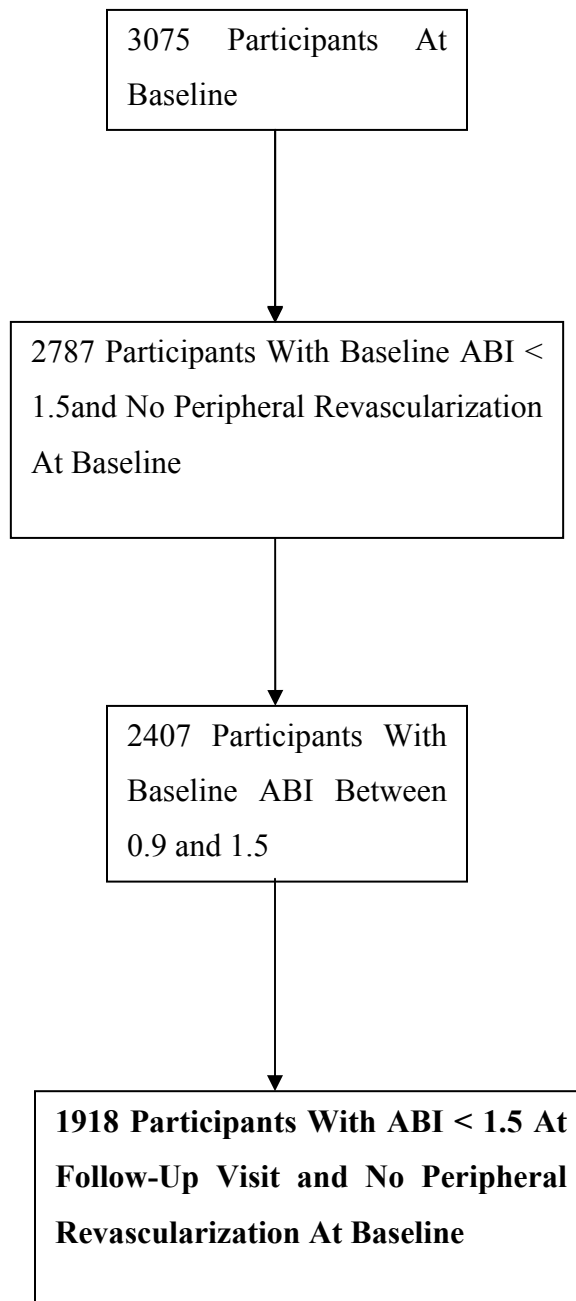 3075 Participants At
Baseline
2787 Participants With Baseline ABI <
1.5and No Peripheral Revascularization
At Baseline
2407 Participants With
Baseline ABI Between
0.9 and 1.5
1918 Participants With ABI < 1.5 At
Follow-Up Visit and No Peripheral
Revascularization At Baseline